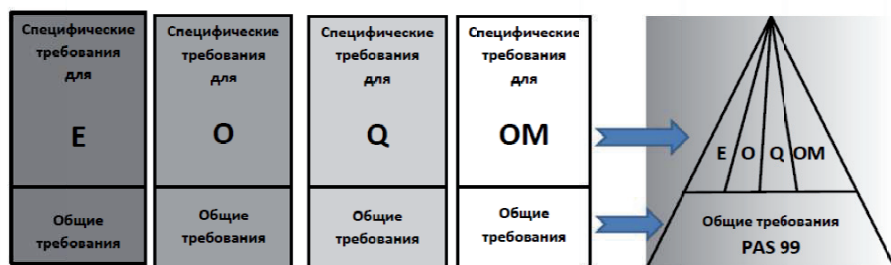 Специфические
требования
для
E
Общие
требования
Специфические
требования
для
O
Общие
требования
Специфические
требования
для
Q
Общие
требования
Специфические
требования
для
OM
Общие
требования
E O Q OM
Общие требования
PAS 99